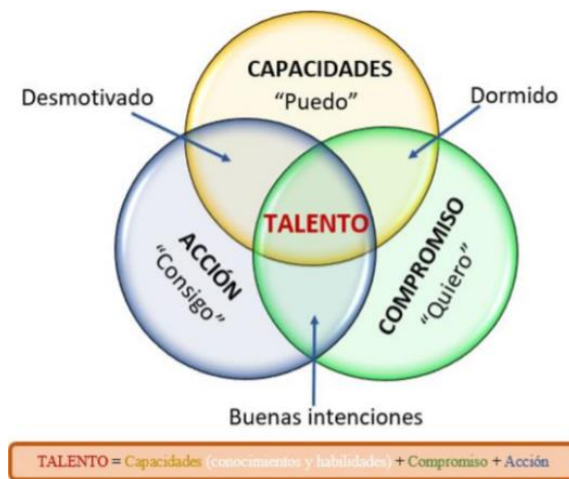 CAPACIDADES
"Puedo"
Desmotivado
Dormido
TALENTO
ACCIÓN
"Consigo"
COMPROMISO
"Quiero"
Buenas intenciones
TALENTO = Capacidades (conocimientos y habilidades) + Compromiso + Acción